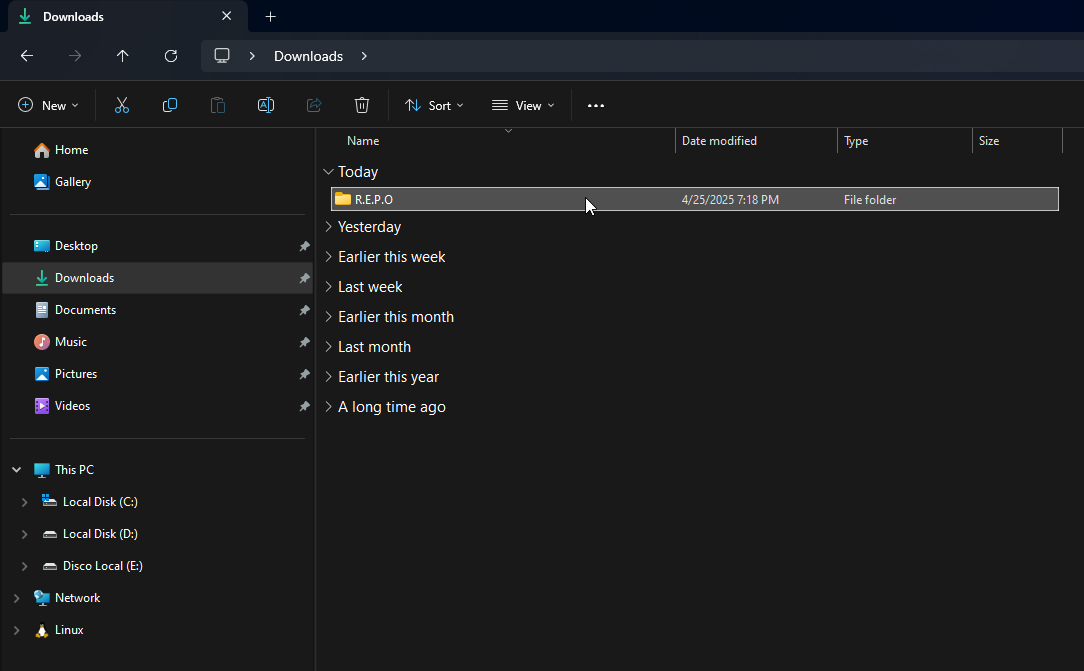 Downloads
Downloads
New
Sort
View
Name Date modified Type Size
Home
Gallery
Desktop
Downloads
Documents
Music
Pictures
Videos
This PC
Local Disk (C:)
Local Disk (D:)
Disco Local (E:)
Network
Linux
Today
R.E.P.O 4/25/2025 7:18 PM File folder
Yesterday
Earlier this week
Last week
Earlier this month
Last month
Earlier this year
A long time ago